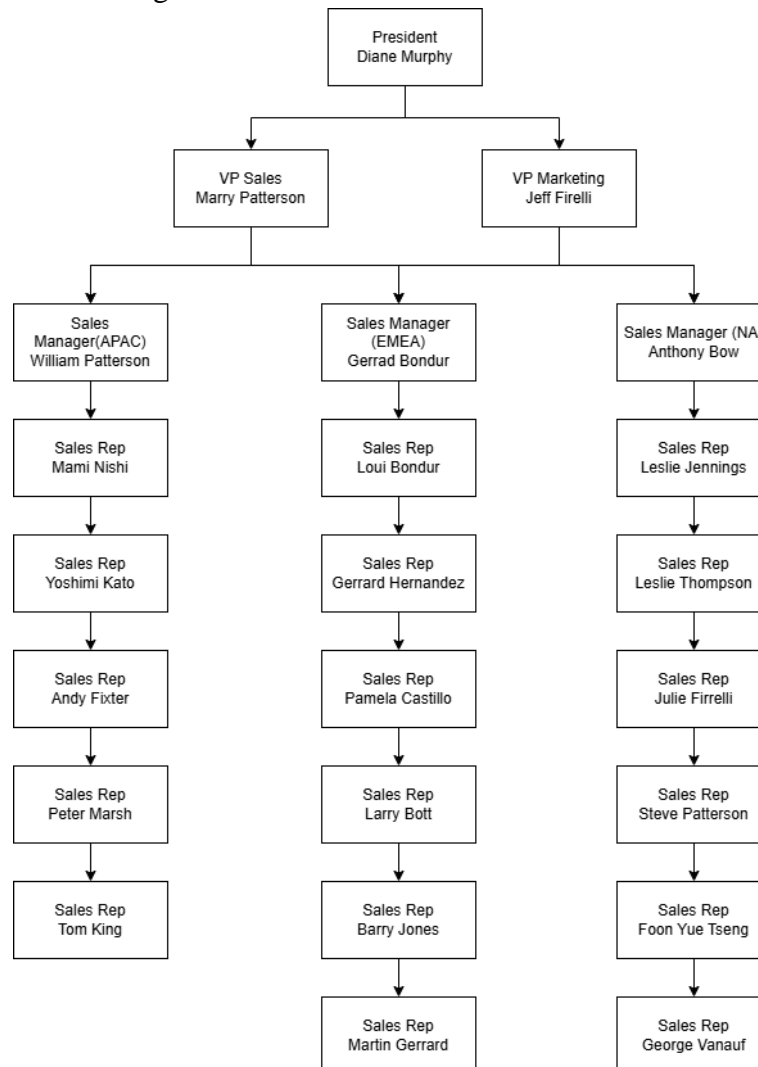 President
Diane Murphy
VP Sales
Marry Patterson
VP Marketing
Jeff Firelli
Sales
Manager(APAC)
William Patterson
Sales Manager
(EMEA)
Gerrad Bondur
Sales Manager (NA
Anthony Bow
Sales Rep
Mami Nishi
Sales Rep
Loui Bondur
Sales Rep
Leslie Jennings
Sales Rep
Yoshimi Kato
Sales Rep
Gerrard Hernandez
Sales Rep
Leslie Thompson
Sales Rep
Andy Fixter
Sales Rep
Pamela Castillo
Sales Rep
Julie Firrelli
Sales Rep
Peter Marsh
Sales Rep
Larry Bott
Sales Rep
Steve Patterson
Sales Rep
Tom King
Sales Rep
Barry Jones
Sales Rep
Foon Yue Tseng
Sales Rep
Martin Gerrard
Sales Rep
George Vanauf